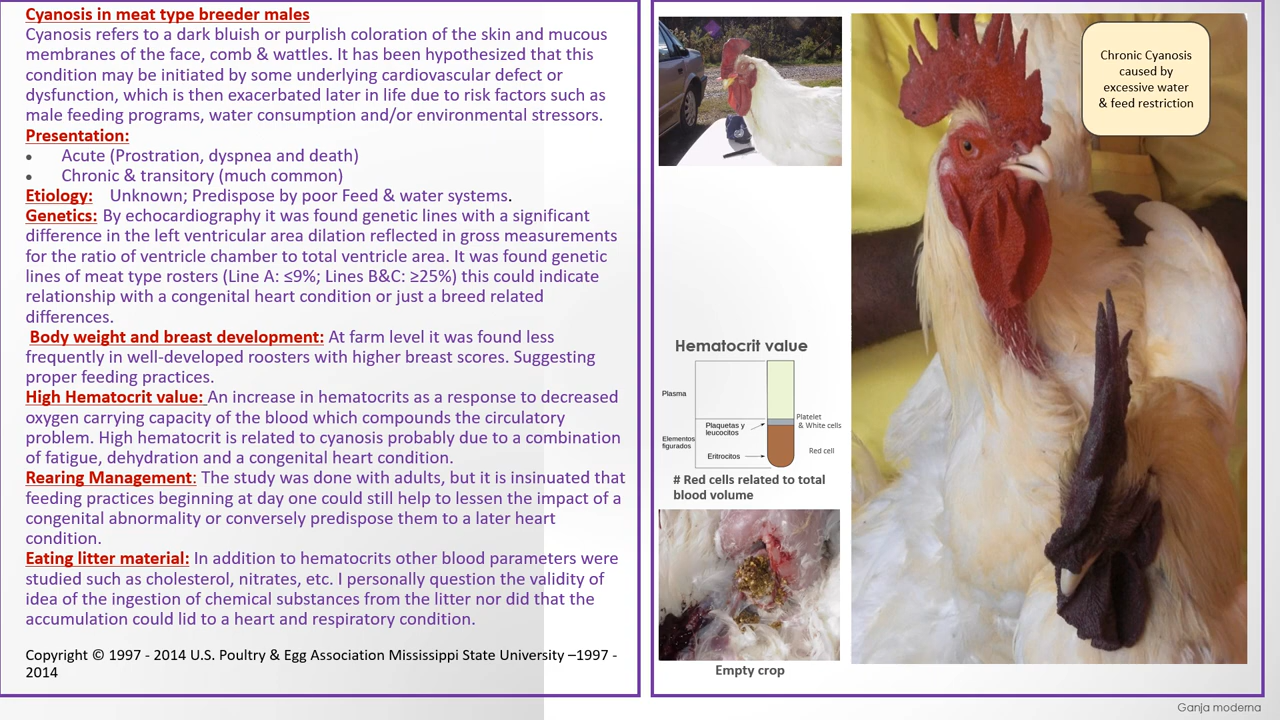 Cyanosis in meat type breeder males
Cyanosis refers to a dark bluish or purplish coloration of the skin and mucous
membranes of the face, comb & wattles. It has been hypothesized that this
condition may be initiated by some underlying cardiovascular defect or
dysfunction, which is then exacerbated later in life due to risk factors such as
male feeding programs, water consumption and/or environmental stressors.
Presentation:
• Acute (Prostration, dyspnea and death)
• Chronic & transitory (much common)
Etiology: Unknown; Predispose by poor Feed & water systems.
Genetics: By echocardiography it was found genetic lines with a significant
difference in the left ventricular area dilation reflected in gross measurements
for the ratio of ventricle chamber to total ventricle area. It was found genetic
lines of meat type rosters (Line A: ≤9%; Lines B&C: ≥25%) this could indicate
relationship with a congenital heart condition or just a breed related
differences.
Body weight and breast development: At farm level it was found less
frequently in well-developed roosters with higher breast scores. Suggesting
proper feeding practices.
High Hematocrit value: An increase in hematocrits as a response to decreased
oxygen carrying capacity of the blood which compounds the circulatory
problem. High hematocrit is related to cyanosis probably due to a combination
of fatigue, dehydration and a congenital heart condition.
Rearing Management: The study was done with adults, but it is insinuated that
feeding practices beginning at day one could still help to lessen the impact of a
congenital abnormality or conversely predispose them to a later heart
condition.
Eating litter material: In addition to hematocrits other blood parameters were
studied such as cholesterol, nitrates, etc. I personally question the validity of
idea of the ingestion of chemical substances from the litter nor did that the
accumulation could lid to a heart and respiratory condition.
Copyright © 1997 - 2014 U.S. Poultry & Egg Association Mississippi State University –1997 -
2014
Hematocrit value
Plasma
Plaquetas y
leucocitos
Platelet
& White cells
Elementos
figurados
Eritrocitos
Red cell
# Red cells related to total
blood volume
Empty crop
Chronic Cyanosis
caused by
excessive water
& feed restriction
Ganja moderna